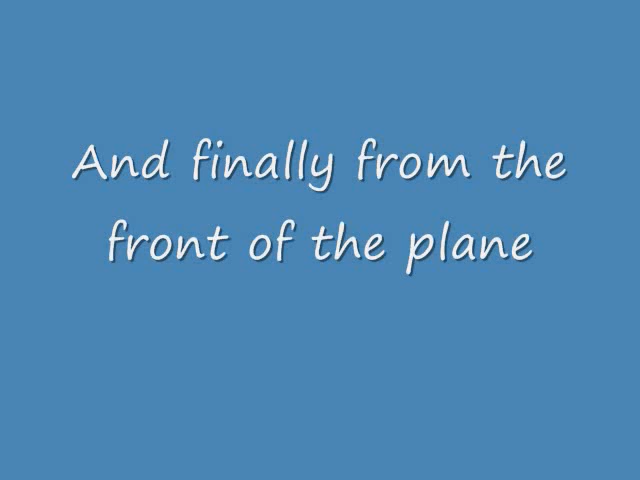 And finally from the
front of the plane